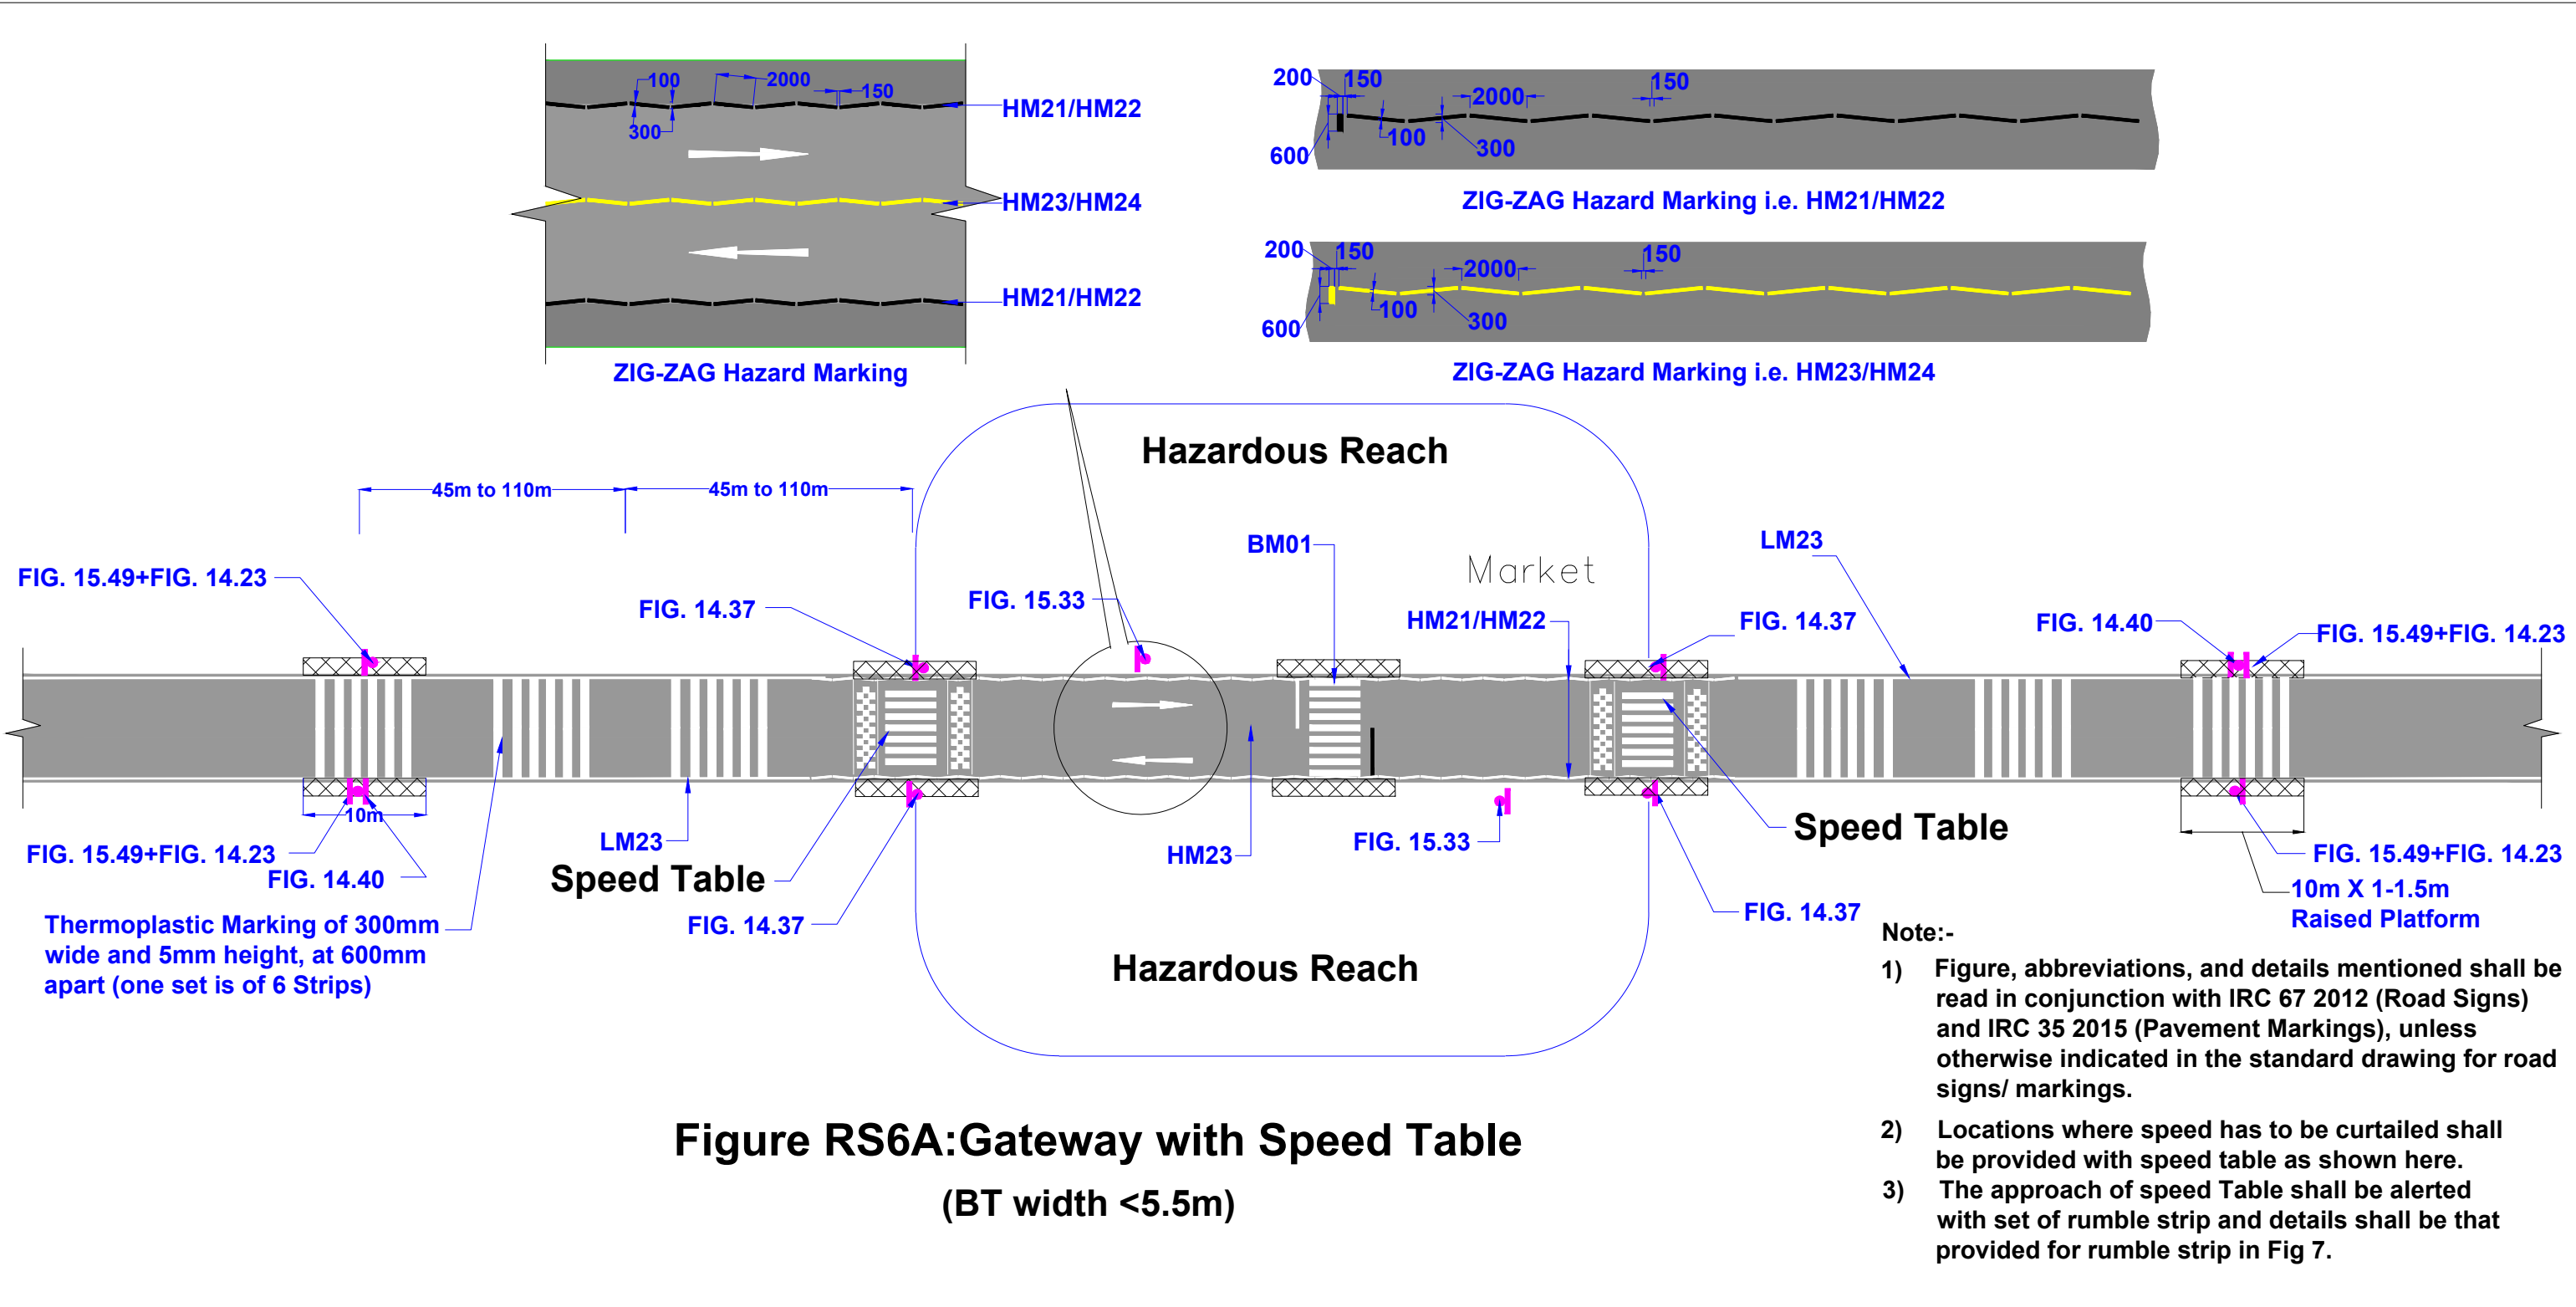 100
2000
150
300
HM21/HM22
HM23/HM24
HM21/HM22
ZIG-ZAG Hazard Marking
200
150
2000
150
100
300
600
ZIG-ZAG Hazard Marking i.e. HM21/HM22
200
150
2000
150
100
300
600
ZIG-ZAG Hazard Marking i.e. HM23/HM24
Hazardous Reach
45m to 110m
45m to 110m
BM01
Market
LM23
FIG. 15.49+FIG. 14.23
FIG. 14.37
FIG. 15.33
HM21/HM22
FIG. 14.37
FIG. 14.40
FIG. 15.49+FIG. 14.23
10m
FIG. 15.49+FIG. 14.23
FIG. 14.40
LM23
Speed Table
FIG. 14.37
HM23
FIG. 15.33
Speed Table
FIG. 14.37
FIG. 15.49+FIG. 14.23
10m X 1-1.5m
Raised Platform
Thermoplastic Marking of 300mm
wide and 5mm height, at 600mm
apart (one set is of 6 Strips)
Hazardous Reach
Note:-
1) Figure, abbreviations, and details mentioned shall be
read in conjunction with IRC 67 2012 (Road Signs)
and IRC 35 2015 (Pavement Markings), unless
otherwise indicated in the standard drawing for road
signs/ markings.
2) Locations where speed has to be curtailed shall
be provided with speed table as shown here.
3) The approach of speed Table shall be alerted
with set of rumble strip and details shall be that
provided for rumble strip in Fig 7.
Figure RS6A:Gateway with Speed Table
(BT width <5.5m)